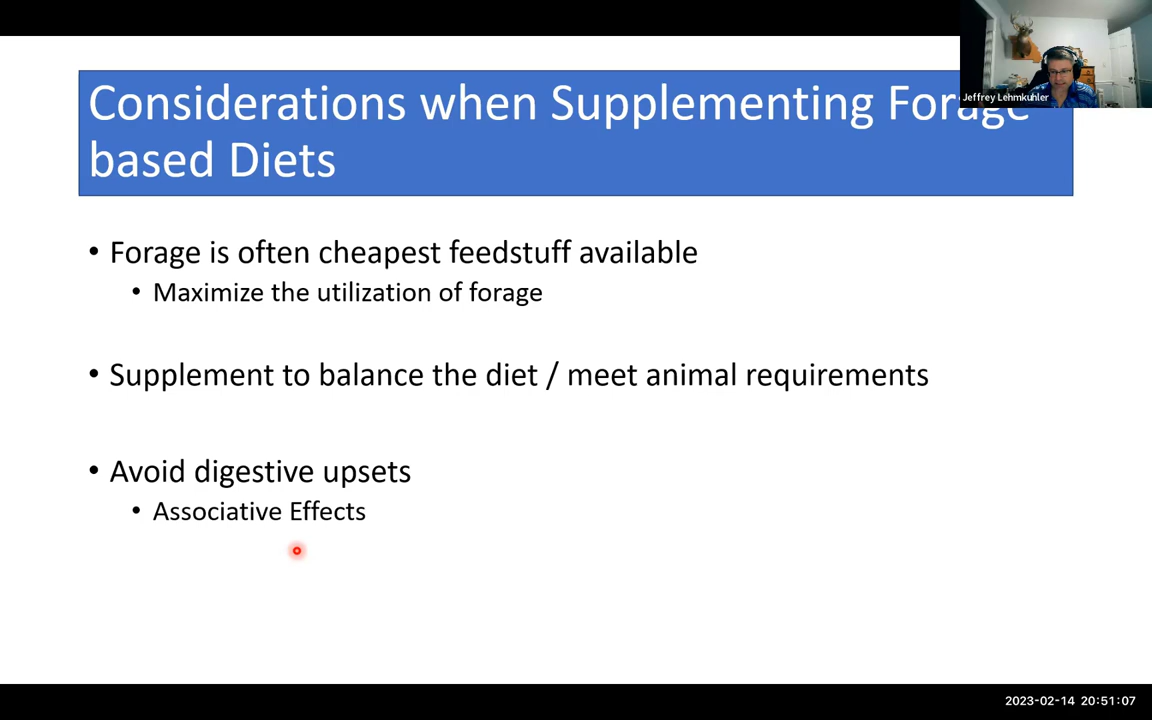 Considerations when Supplementing Forage
based Diets
Jeffrey Lehmkuhler
• Forage is often cheapest feedstuff available
• Maximize the utilization of forage
• Supplement to balance the diet / meet animal requirements
• Avoid digestive upsets
• Associative Effects
2023-02-14 20:51:07